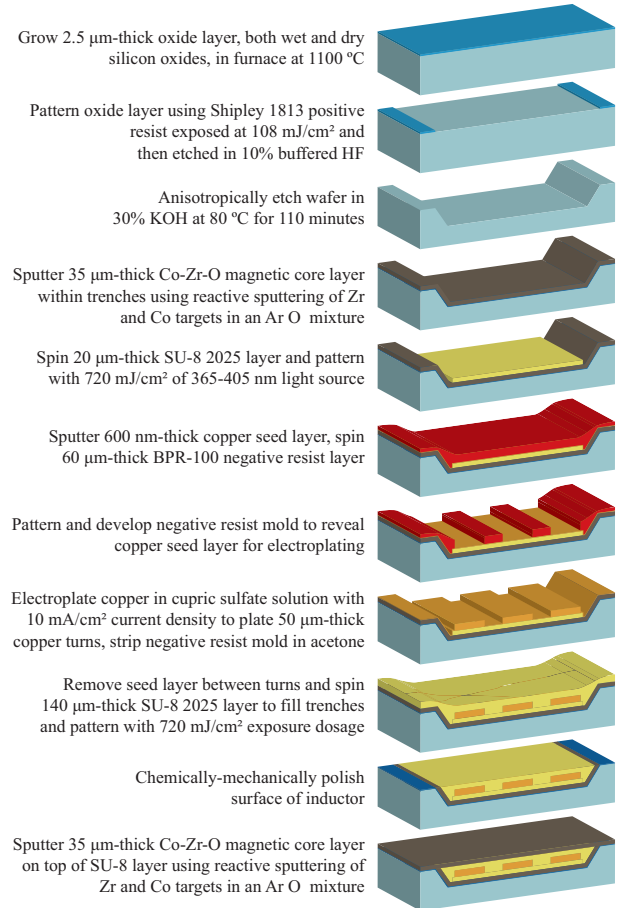 Grow 2.5 μm-thick oxide layer, both wet and dry
silicon oxides, in furnace at 1100 ºC
Pattern oxide layer using Shipley 1813 positive
resist exposed at 108 mJ/cm² and
then etched in 10% buffered HF
Anisotropically etch wafer in
30% KOH at 80 ºC for 110 minutes
Sputter 35 μm-thick Co-Zr-O magnetic core layer
within trenches using reactive sputtering of Zr
and Co targets in an Ar O mixture
Spin 20 μm-thick SU-8 2025 layer and pattern
with 720 mJ/cm² of 365-405 nm light source
Sputter 600 nm-thick copper seed layer, spin
60 μm-thick BPR-100 negative resist layer
Pattern and develop negative resist mold to reveal
copper seed layer for electroplating
Electroplate copper in cupric sulfate solution with
10 mA/cm² current density to plate 50 μm-thick
copper turns, strip negative resist mold in acetone
Remove seed layer between turns and spin
140 μm-thick SU-8 2025 layer to fill trenches
and pattern with 720 mJ/cm² exposure dosage
Chemically-mechanically polish
surface of inductor
Sputter 35 μm-thick Co-Zr-O magnetic core layer
on top of SU-8 layer using reactive sputtering of
Zr and Co targets in an Ar O mixture